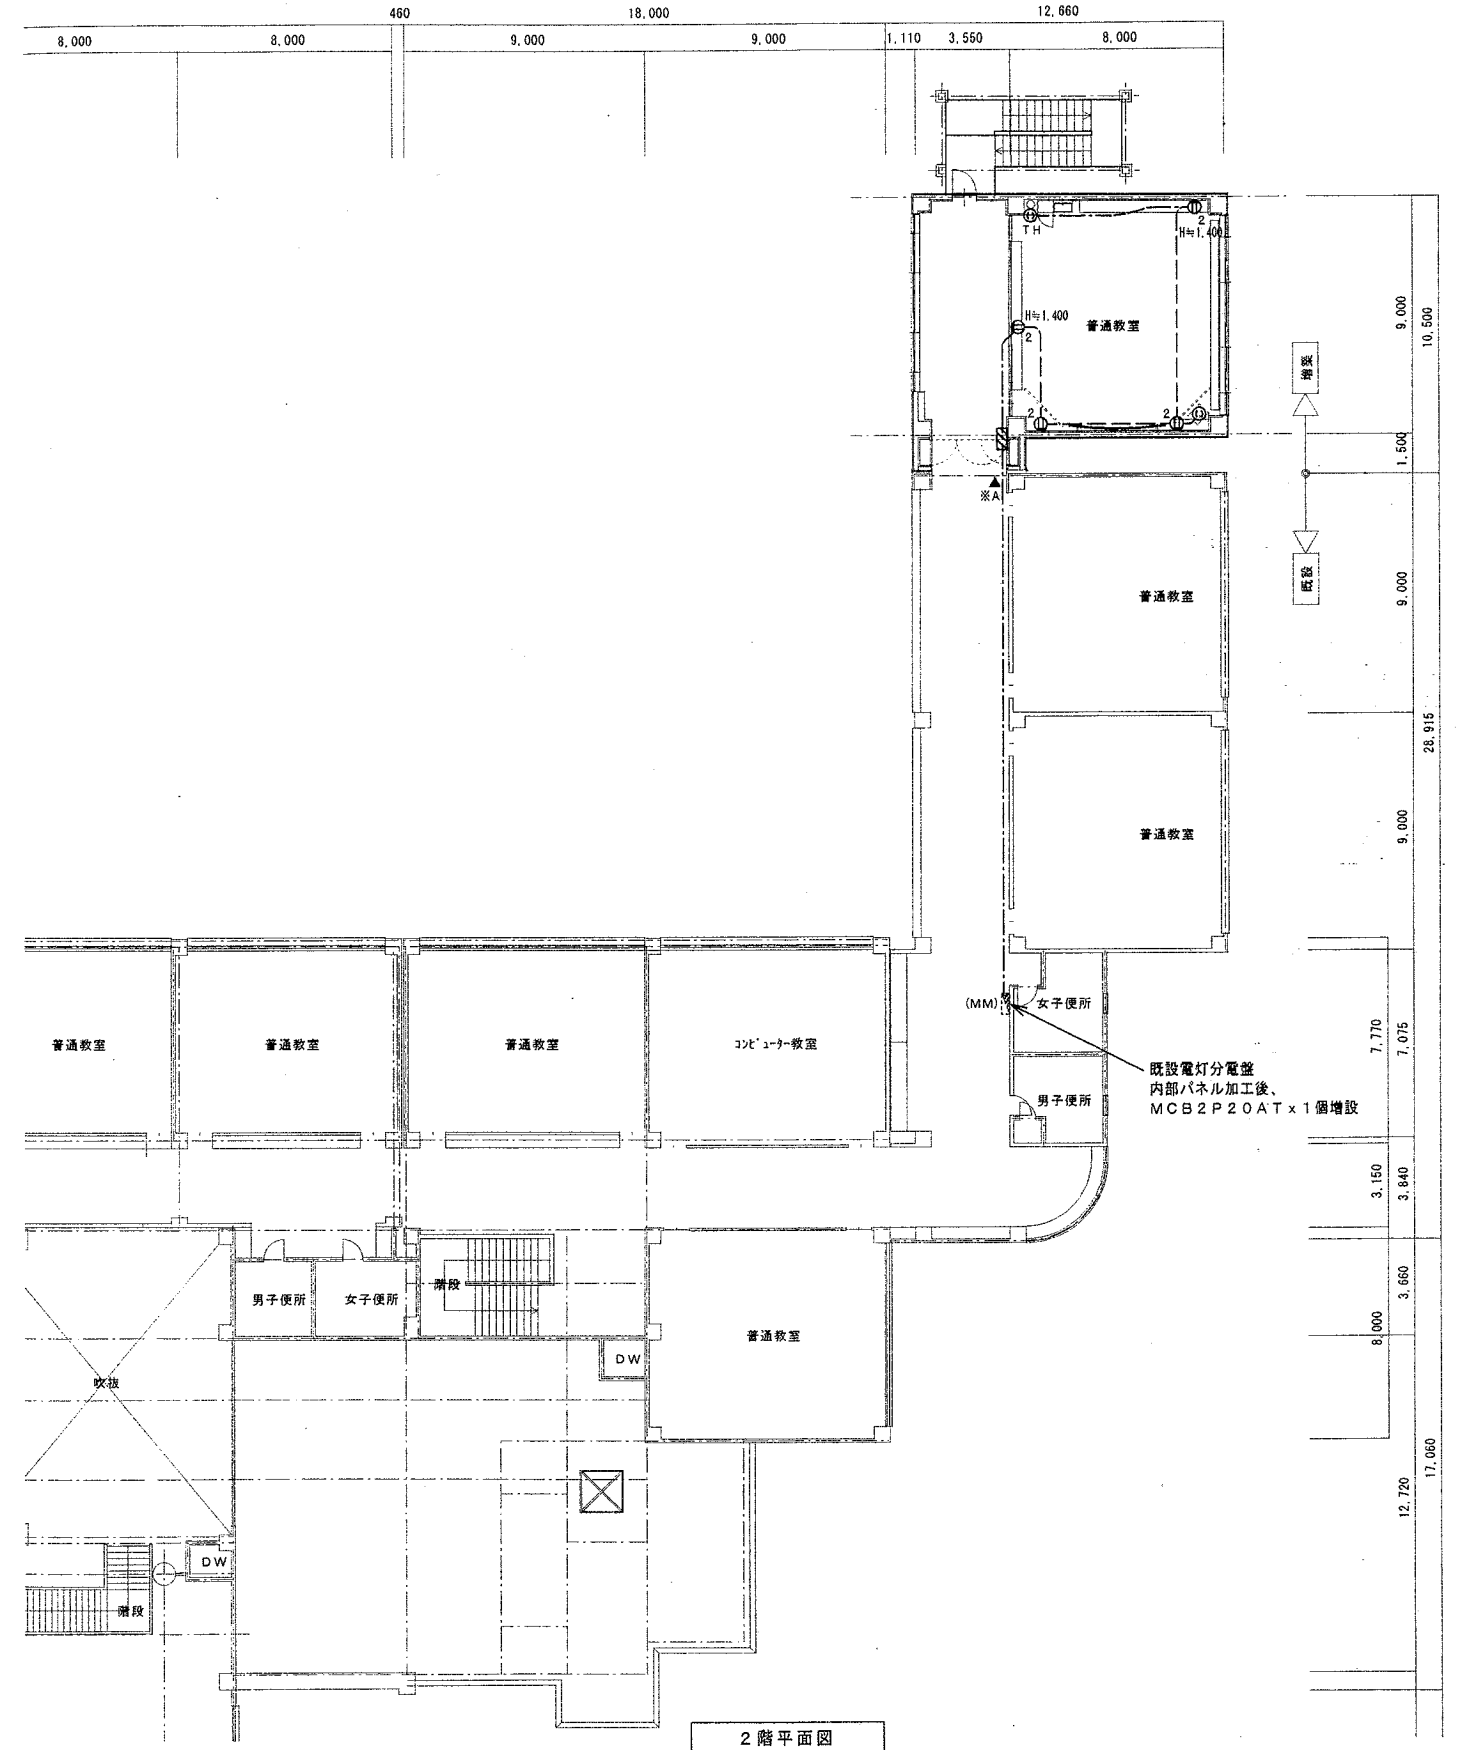 460
18,000
12,660
8,000
8,000
9,000
9,000
1,110
3,550
8,000
TH
2
H≒1,400
H≒1,400
2
普通教室
2
2
※A
増築
既設
9,000
10,500
1,500
普通教室
9,000
28,915
普通教室
9,000
(MM)
女子便所
男子便所
既設電灯分電盤
内部パネル加工後、
MCB2P20AT×1個増設
普通教室
普通教室
普通教室
コンピューター教室
7,770
7,075
3,150
3,840
男子便所
女子便所
階段
普通教室
DW
吹抜
3,660
8,000
17,060
12,720
DW
階段
2階平面図